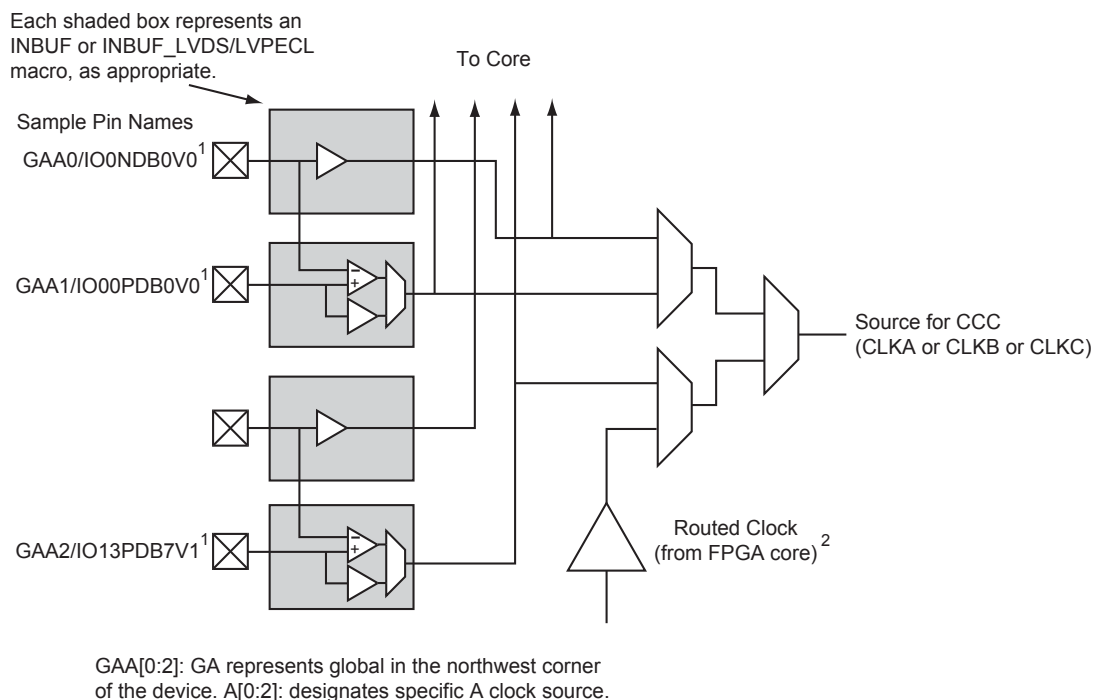 Each shaded box represents an
INBUF or INBUF_LVDS/LVPECL
macro, as appropriate.
To Core
Sample Pin Names
GAA0/IO0NDB0V0¹
GAA1/IO00PDB0V0¹
− +
Source for CCC
(CLKA or CLKB or CLKC)
GAA2/IO13PDB7V1¹
− +
Routed Clock
(from FPGA core)²
GAA[0:2]: GA represents global in the northwest corner
of the device. A[0:2]: designates specific A clock source.